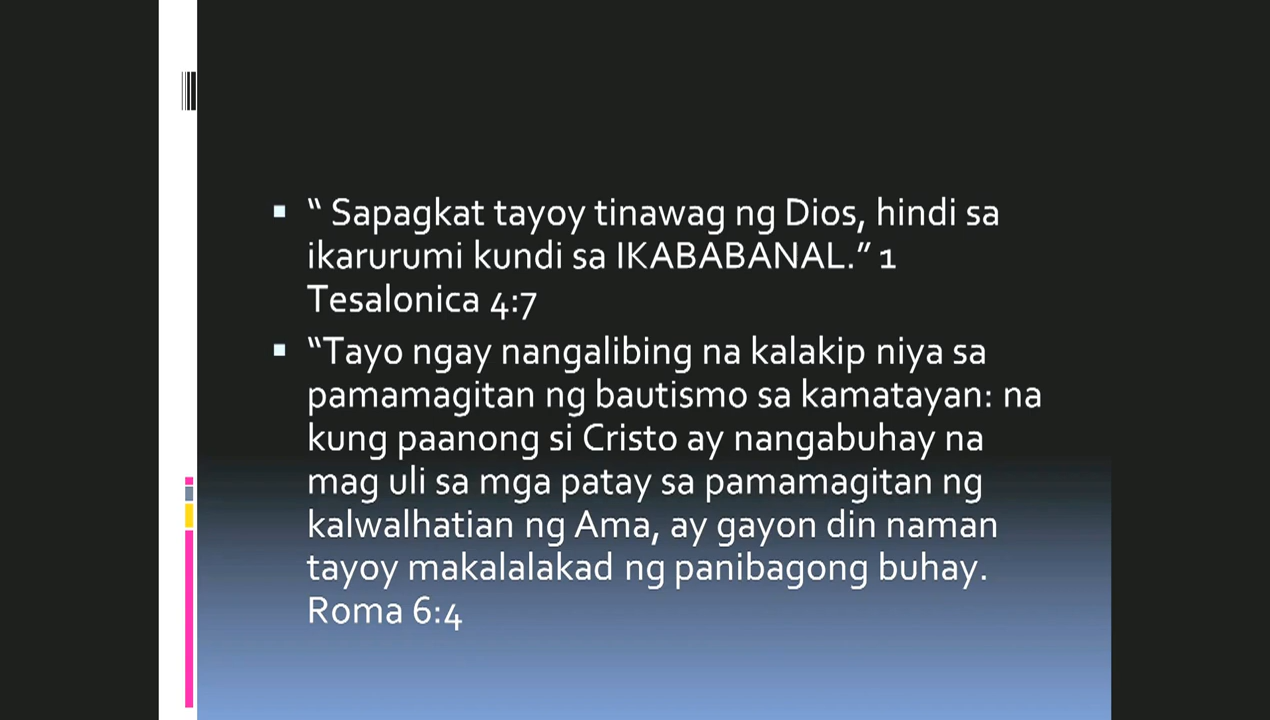 “ Sapagkat tayoy tinawag ng Dios, hindi sa
ikarurumi kundi sa IKABABANAL.” 1
Tesalonica 4:7
“Tayo ngay nangalibing na kalakip niya sa
pamamagitan ng bautismo sa kamatayan: na
kung paanong si Cristo ay nangabuhay na
mag uli sa mga patay sa pamamagitan ng
kalwalhatian ng Ama, ay gayon din naman
tayoy makalalakad ng panibagong buhay.
Roma 6:4